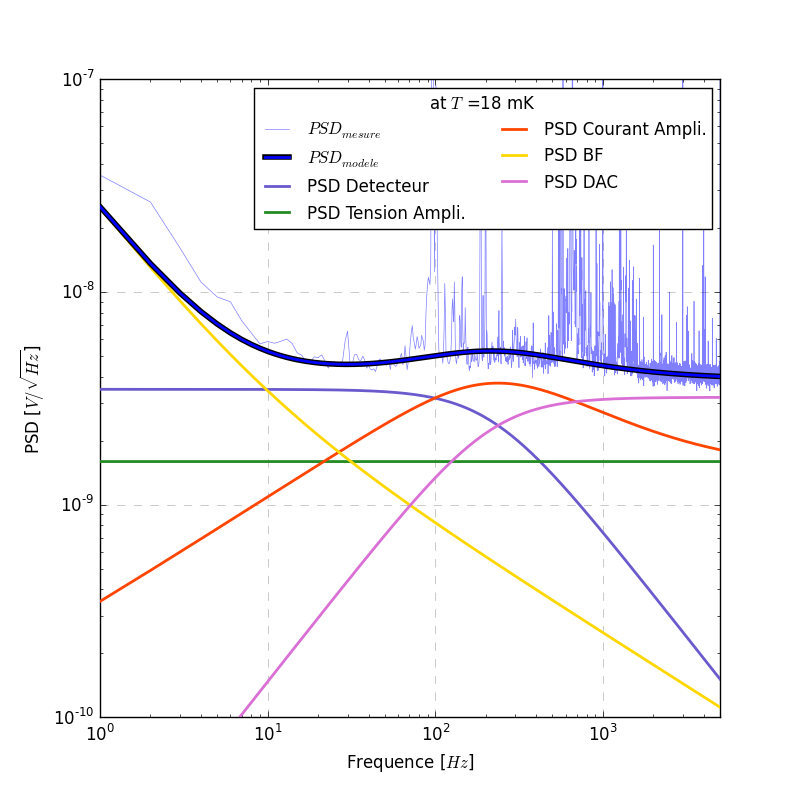 10^-7
at T =18 mK
PSD_mesure
PSD_modele
PSD Detecteur
PSD Tension Ampli.
PSD Courant Ampli.
PSD BF
PSD DAC
10^-8
PSD [V/√Hz]
10^-9
10^-10
10^0 10^1 10^2 10^3
Frequence [Hz]